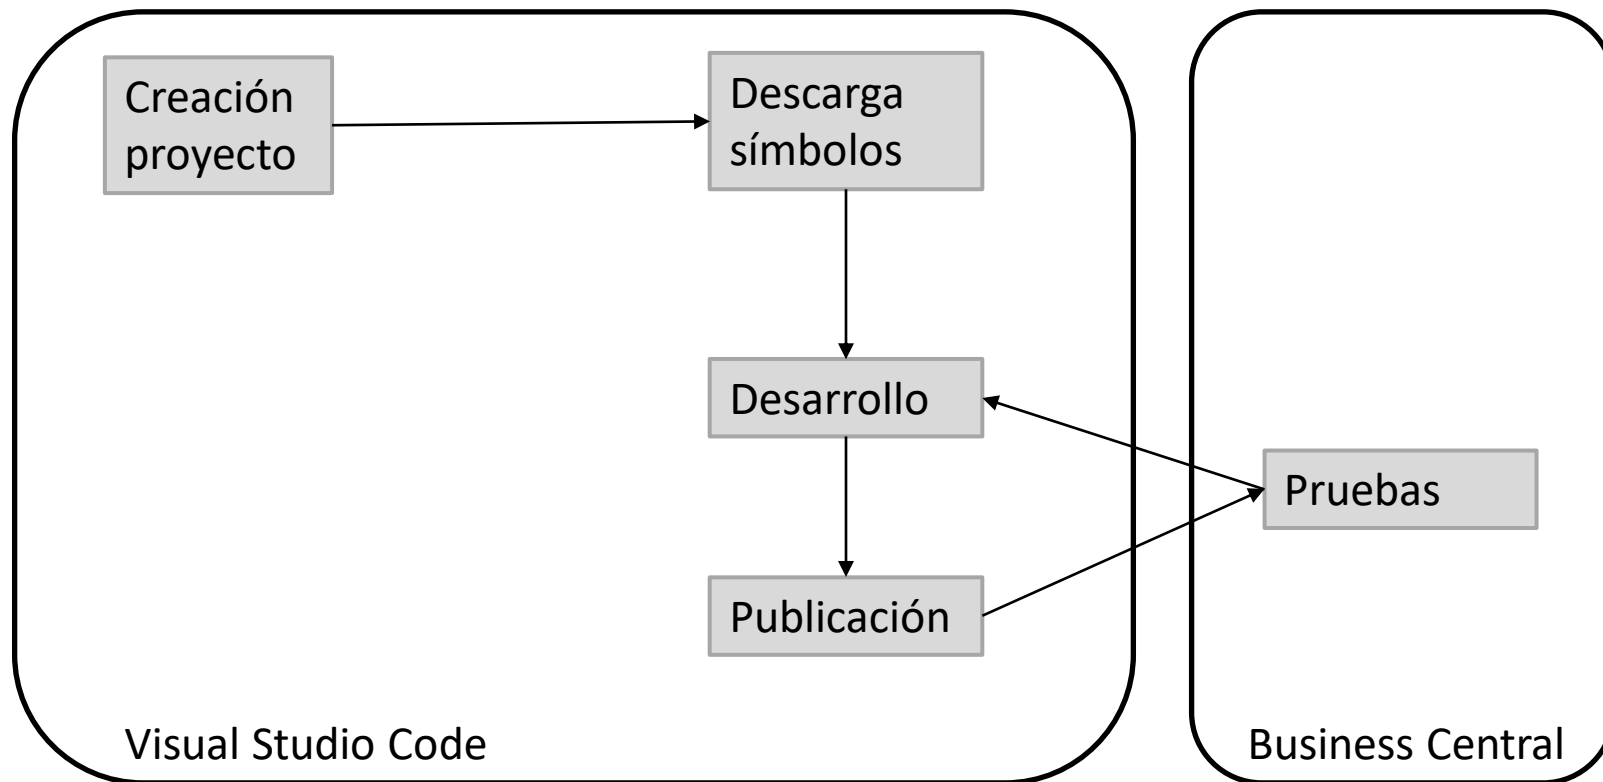 Creación
proyecto
Descarga
símbolos
Desarrollo
Pruebas
Publicación
Visual Studio Code
Business Central